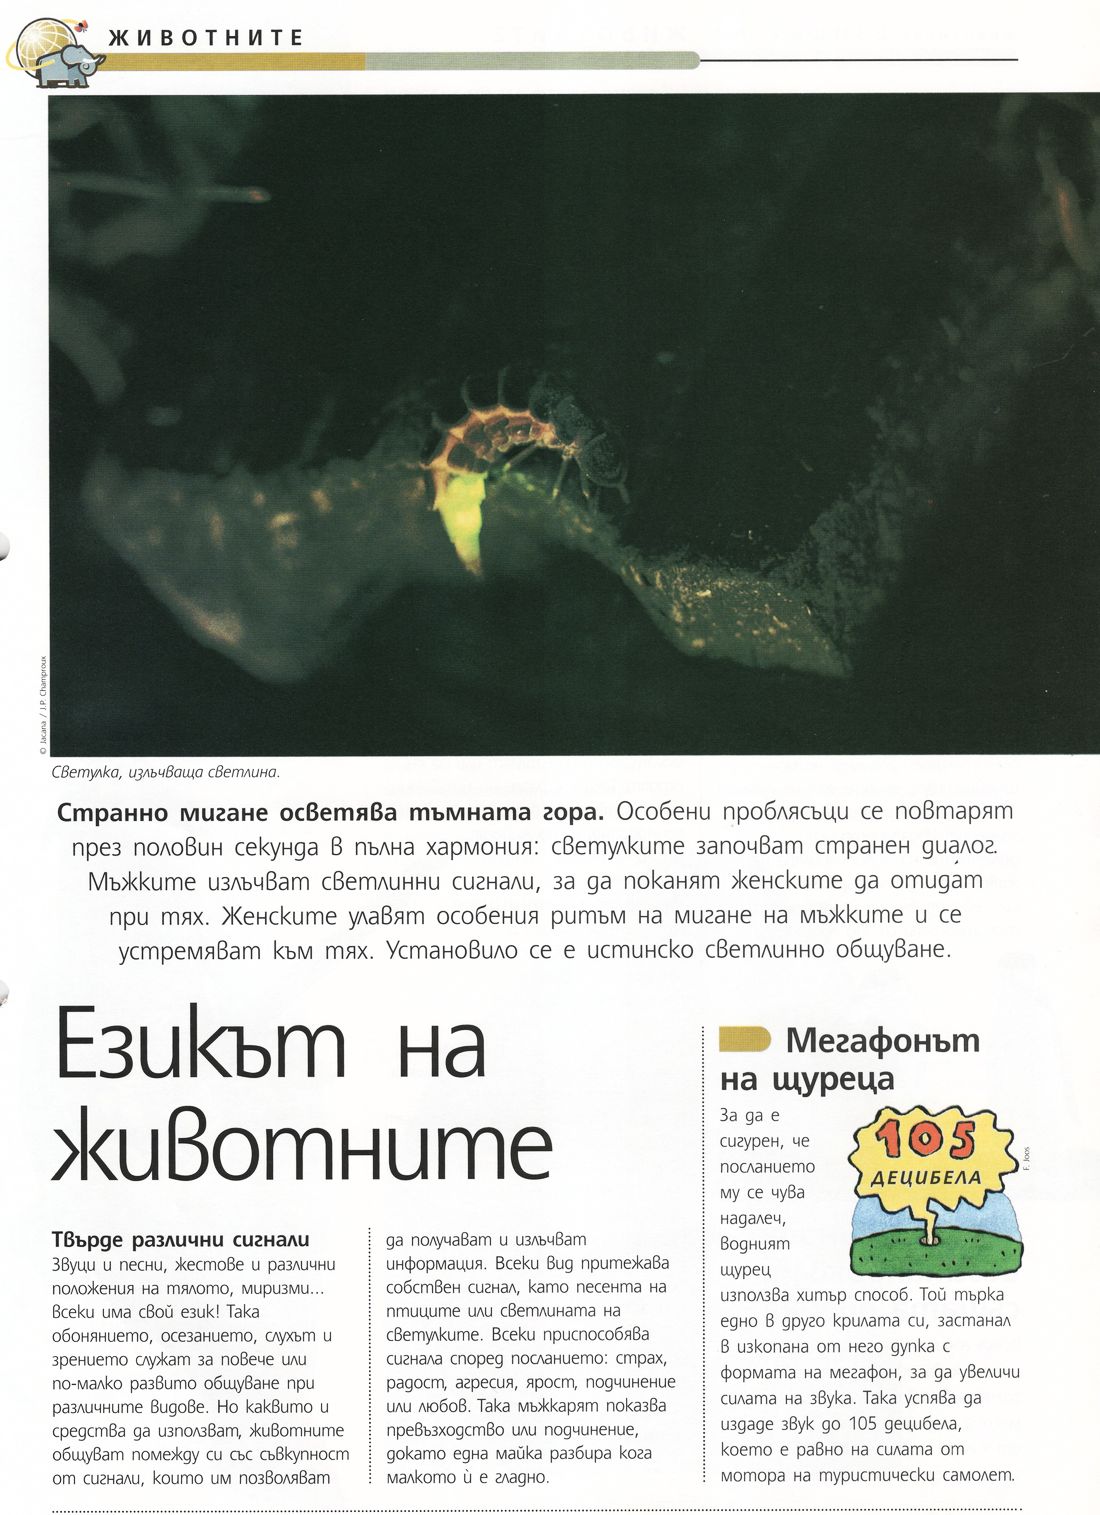 ЖИВОТНИТЕ
© Jacana / J.P. Champroux
Светулка, излъчваща светлина.
Странно мигане осветява тъмната гора. Особени проблясъци се повтарят
през половин секунда в пълна хармония: светулките започват странен диалог.
Мъжките излъчват светлинни сигнали, за да поканят женските да отидат
при тях. Женските улавят особения ритъм на мигане на мъжките и се
устремяват към тях. Установило се е истинско светлинно общуване.
Езикът на
животните
Твърде различни сигнали
Звуци и песни, жестове и различни
положения на тялото, миризми...
всеки има свой език! Така
обонянието, осезанието, слухът и
зрението служат за повече или
по-малко развито общуване при
различните видове. Но каквито и
средства да използват, животните
общуват помежду си със съвкупност
от сигнали, които им позволяват
да получават и излъчват
информация. Всеки вид притежава
собствен сигнал, като песента на
птиците или светлината на
светулките. Всеки приспособява
сигнала според посланието: страх,
радост, агресия, ярост, подчинение
или любов. Така мъжкарят показва
превъзходство или подчинение,
докато една майка разбира кога
малкото ѝ е гладно.
Мегафонът
на щуреца
За да е
сигурен, че
посланието
му се чува
надалеч,
водният
щурец
използва хитър способ. Той търка
едно в друго крилата си, застанал
в изкопана от него дупка с
формата на мегафон, за да увеличи
силата на звука. Така успява да
издаде звук до 105 децибела,
което е равно на силата от
мотора на туристически самолет.
105
ДЕЦИБЕЛА
F. Joos